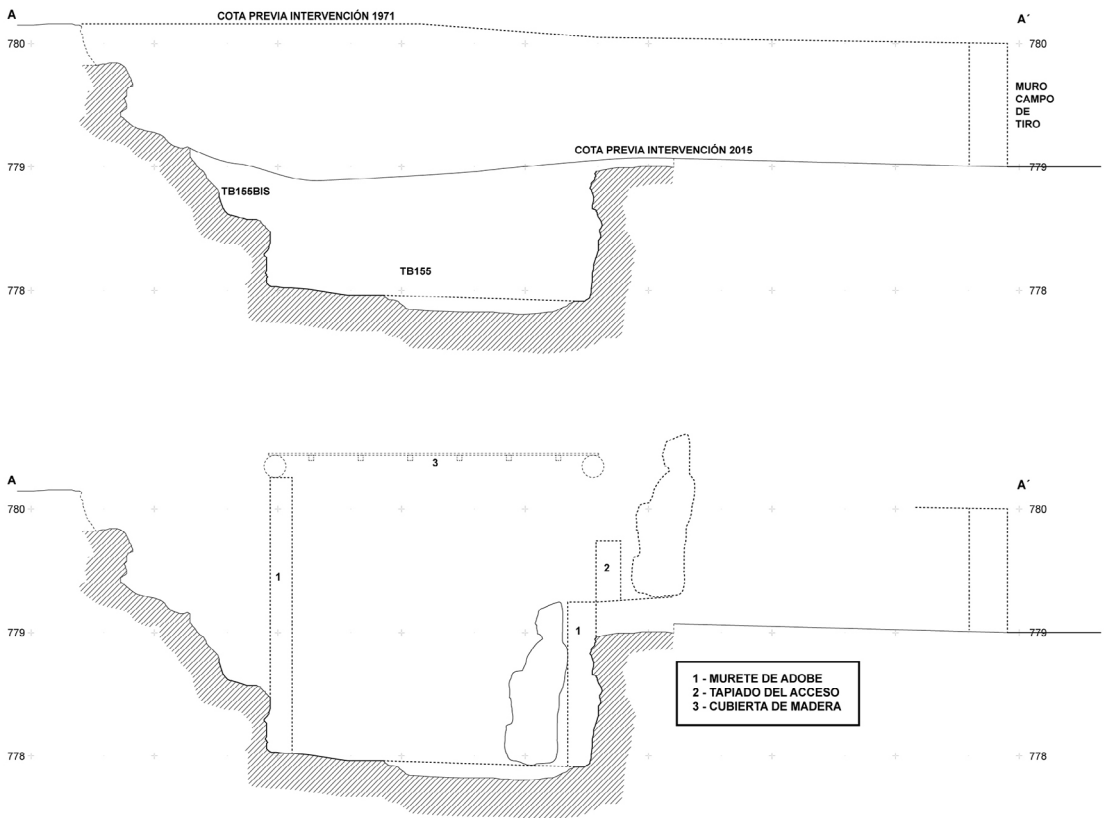 A
COTA PREVIA INTERVENCIÓN 1971
A´
780
780
MURO
CAMPO
DE
TIRO
COTA PREVIA INTERVENCIÓN 2015
779
779
TB155BIS
TB155
778
778
A
3
A´
780
780
1
2
779
1
779
1 - MURETE DE ADOBE
2 - TAPIADO DEL ACCESO
3 - CUBIERTA DE MADERA
778
778